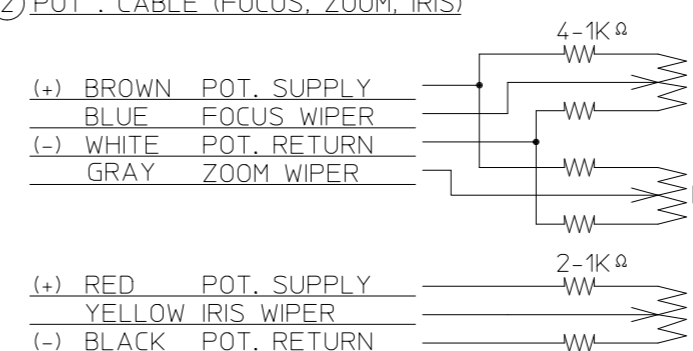 ② POT . CABLE (FOCUS, ZOOM, IRIS)
4-1KΩ
(+) BROWN POT. SUPPLY
BLUE FOCUS WIPER
(-) WHITE POT. RETURN
GRAY ZOOM WIPER
2-1KΩ
(+) RED POT. SUPPLY
YELLOW IRIS WIPER
(-) BLACK POT. RETURN